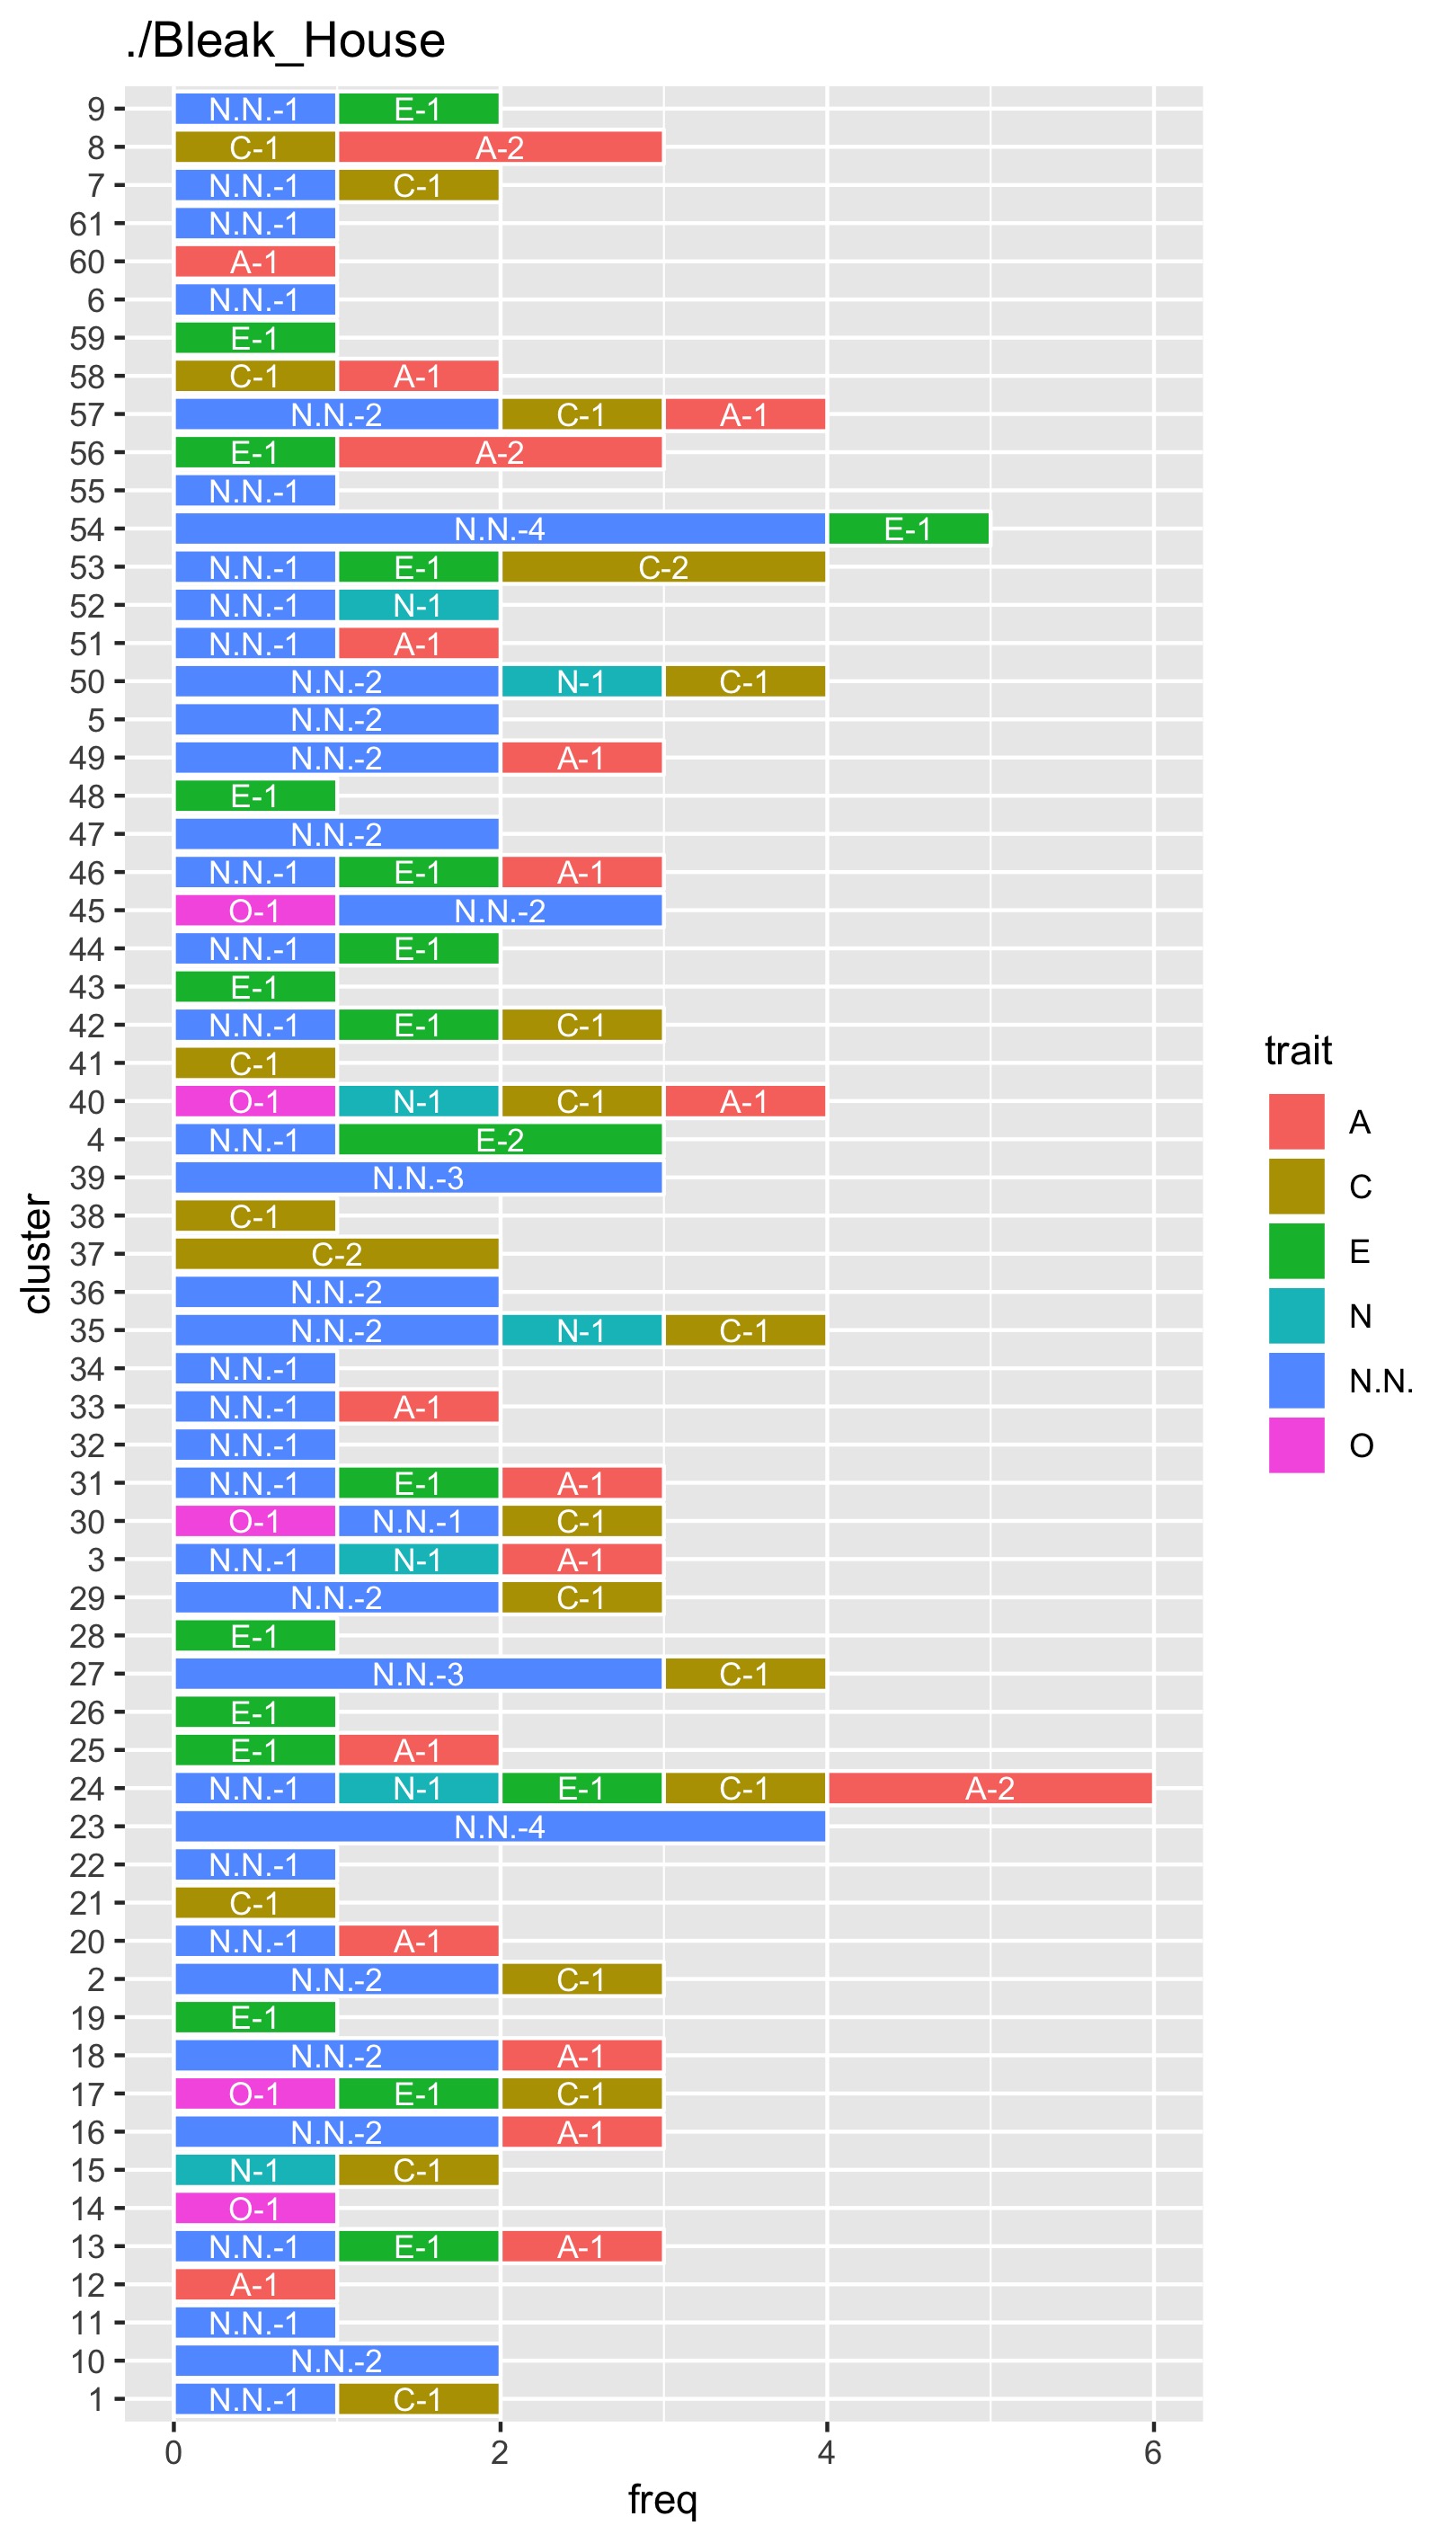 ./Bleak_House
9 N.N.-1 E-1
8 C-1 A-2
7 N.N.-1 C-1
61 N.N.-1
60 A-1
6 N.N.-1
59 E-1
58 C-1 A-1
57 N.N.-2 C-1 A-1
56 E-1 A-2
55 N.N.-1
54 N.N.-4 E-1
53 N.N.-1 E-1 C-2
52 N.N.-1 N-1
51 N.N.-1 A-1
50 N.N.-2 N-1 C-1
5 N.N.-2
49 N.N.-2 A-1
48 E-1
47 N.N.-2
46 N.N.-1 E-1 A-1
45 O-1 N.N.-2
44 N.N.-1 E-1
43 E-1
42 N.N.-1 E-1 C-1
41 C-1
40 O-1 N-1 C-1 A-1
4 N.N.-1 E-2
39 N.N.-3
38 C-1
37 C-2
36 N.N.-2
35 N.N.-2 N-1 C-1
34 N.N.-1
33 N.N.-1 A-1
32 N.N.-1
31 N.N.-1 E-1 A-1
30 O-1 N.N.-1 C-1
3 N.N.-1 N-1 A-1
29 N.N.-2 C-1
28 E-1
27 N.N.-3 C-1
26 E-1
25 E-1 A-1
24 N.N.-1 N-1 E-1 C-1 A-2
23 N.N.-4
22 N.N.-1
21 C-1
20 N.N.-1 A-1
2 N.N.-2 C-1
19 E-1
18 N.N.-2 A-1
17 O-1 E-1 C-1
16 N.N.-2 A-1
15 N-1 C-1
14 O-1
13 N.N.-1 E-1 A-1
12 A-1
11 N.N.-1
10 N.N.-2
1 N.N.-1 C-1
0 2 4 6
freq
cluster
trait
A
C
E
N
N.N.
O